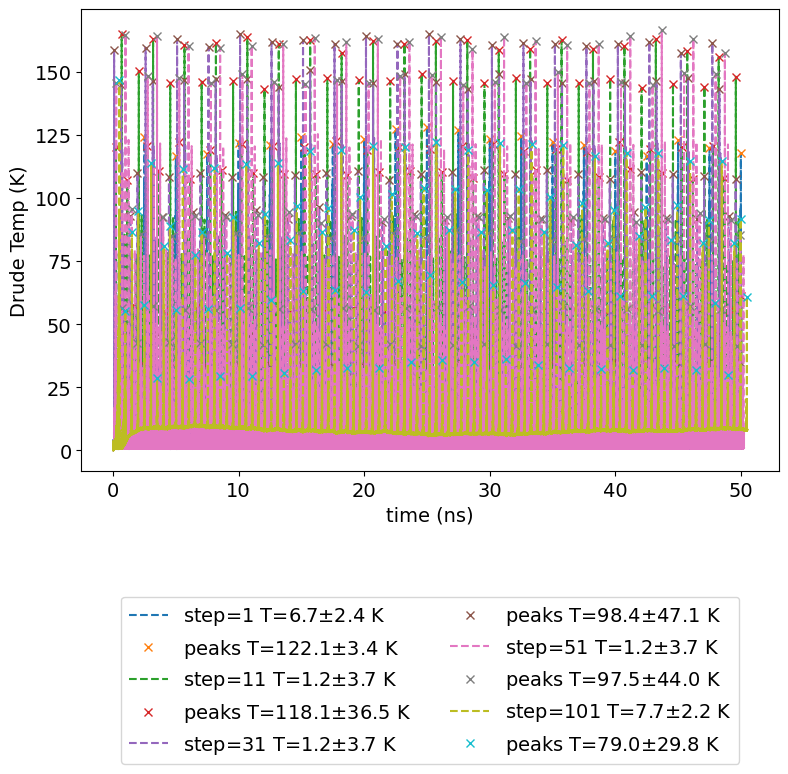 150
125
100
75
50
25
0
Drude Temp (K)
0 10 20 30 40 50
time (ns)
step=1 T=6.7±2.4 K
peaks T=122.1±3.4 K
step=11 T=1.2±3.7 K
peaks T=118.1±36.5 K
step=31 T=1.2±3.7 K
peaks T=98.4±47.1 K
step=51 T=1.2±3.7 K
peaks T=97.5±44.0 K
step=101 T=7.7±2.2 K
peaks T=79.0±29.8 K